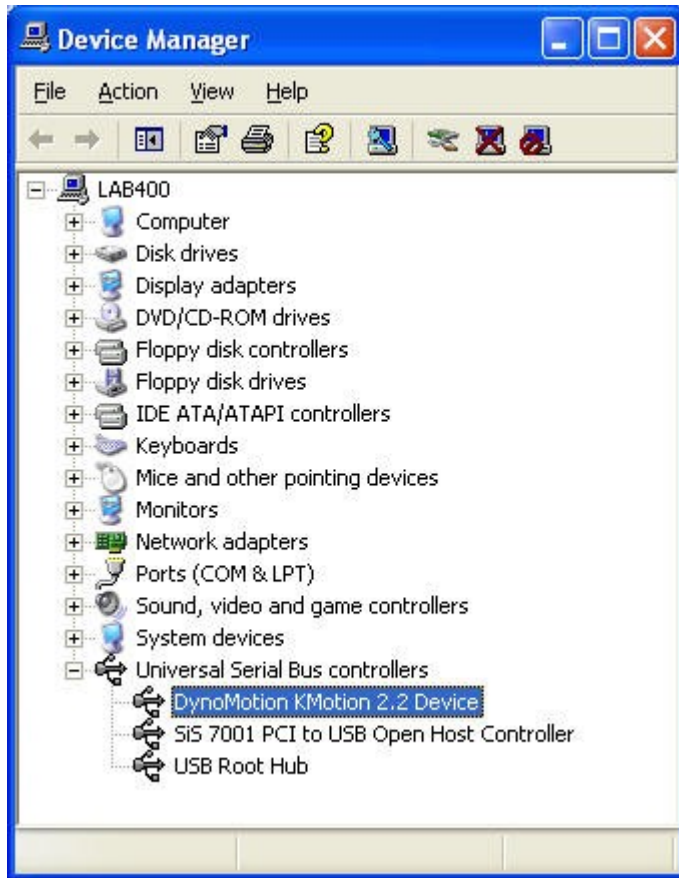 Device Manager
File Action View Help
LAB400
Computer
Disk drives
Display adapters
DVD/CD-ROM drives
Floppy disk controllers
Floppy disk drives
IDE ATA/ATAPI controllers
Keyboards
Mice and other pointing devices
Monitors
Network adapters
Ports (COM & LPT)
Sound, video and game controllers
System devices
Universal Serial Bus controllers
DynoMotion KMotion 2.2 Device
SiS 7001 PCI to USB Open Host Controller
USB Root Hub